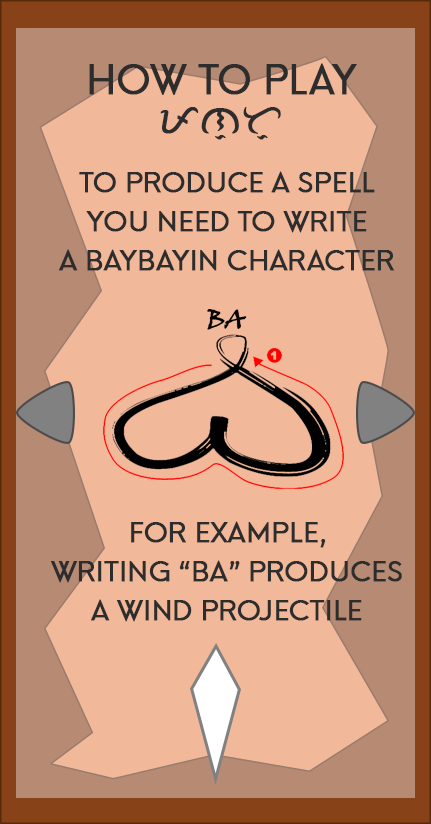 HOW TO PLAY
TO PRODUCE A SPELL
YOU NEED TO WRITE
A BAYBAYIN CHARACTER
BA
1
ᜊ
FOR EXAMPLE,
WRITING “BA” PRODUCES
A WIND PROJECTILE